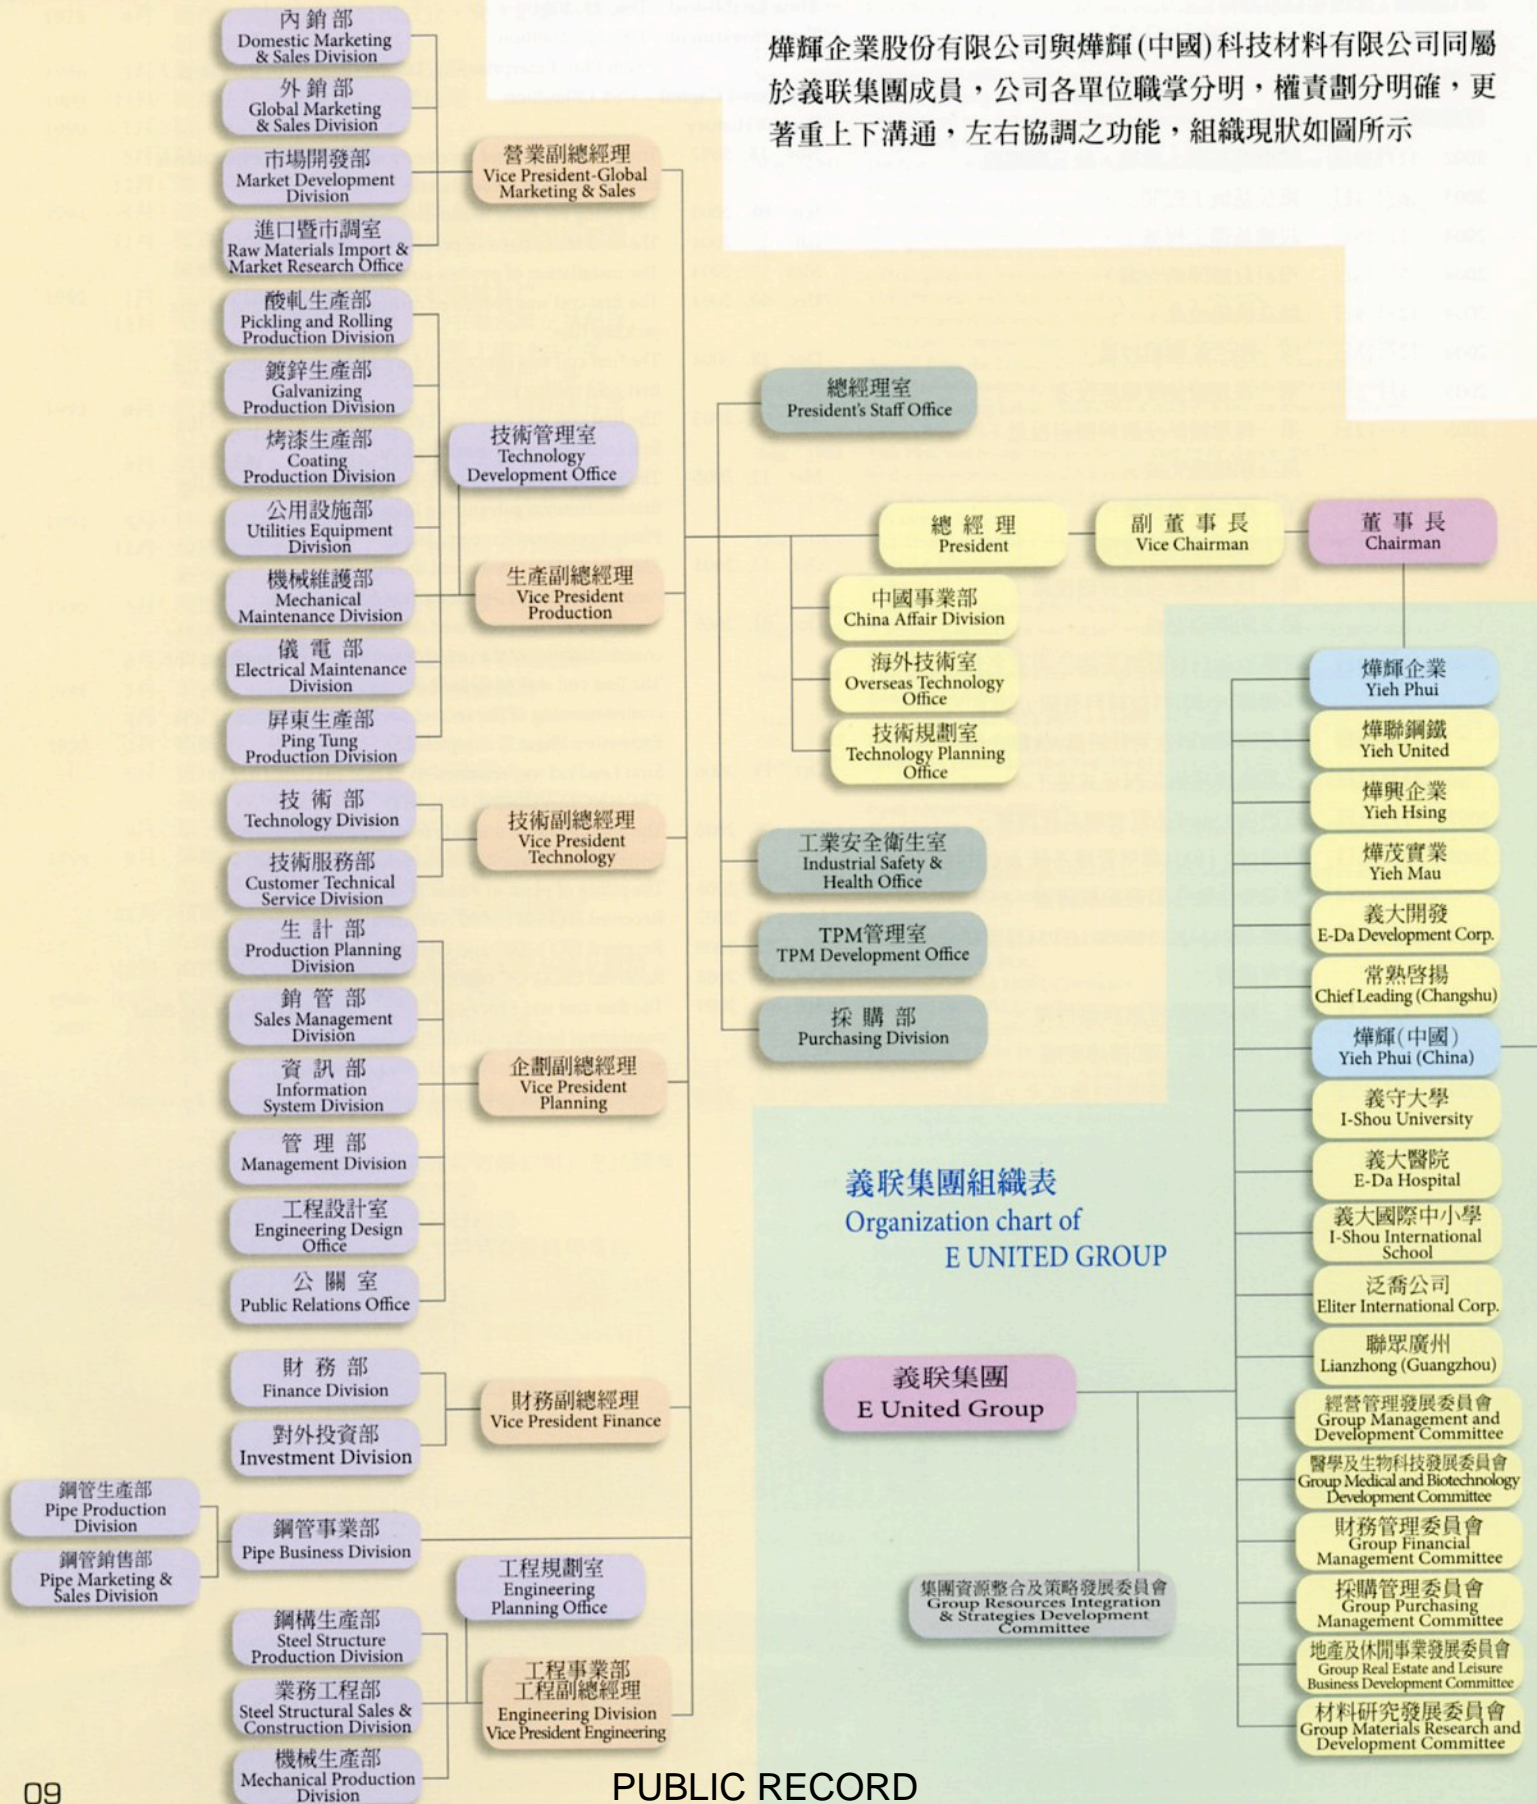 燁輝企業股份有限公司與燁輝(中國)科技材料有限公司同屬
於義联集團成員，公司各單位職掌分明，權責劃分明確，更
著重上下溝通，左右協調之功能，組織現狀如圖所示
內銷部
Domestic Marketing
& Sales Division
外銷部
Global Marketing
& Sales Division
市場開發部
Market Development
Division
進口暨市調室
Raw Materials Import &
Market Research Office
營業副總經理
Vice President-Global
Marketing & Sales
酸軋生產部
Pickling and Rolling
Production Division
鍍鋅生產部
Galvanizing
Production Division
烤漆生產部
Coating
Production Division
公用設施部
Utilities Equipment
Division
機械維護部
Mechanical
Maintenance Division
儀電部
Electrical Maintenance
Division
屏東生產部
Ping Tung
Production Division
技術管理室
Technology
Development Office
生產副總經理
Vice President
Production
技術部
Technology Division
技術服務部
Customer Technical
Service Division
技術副總經理
Vice President
Technology
生計部
Production Planning
Division
銷管部
Sales Management
Division
資訊部
Information
System Division
管理部
Management Division
工程設計室
Engineering Design
Office
公關室
Public Relations Office
企劃副總經理
Vice President
Planning
財務部
Finance Division
對外投資部
Investment Division
財務副總經理
Vice President Finance
鋼管生產部
Pipe Production
Division
鋼管銷售部
Pipe Marketing &
Sales Division
鋼管事業部
Pipe Business Division
工程規劃室
Engineering
Planning Office
鋼構生產部
Steel Structure
Production Division
業務工程部
Steel Structural Sales &
Construction Division
機械生產部
Mechanical Production
Division
工程事業部
工程副總經理
Engineering Division
Vice President Engineering
總經理室
President's Staff Office
總經理
President
副董事長
Vice Chairman
董事長
Chairman
中國事業部
China Affair Division
海外技術室
Overseas Technology
Office
技術規劃室
Technology Planning
Office
工業安全衛生室
Industrial Safety &
Health Office
TPM管理室
TPM Development Office
採購部
Purchasing Division
義联集團組織表
Organization chart of
E UNITED GROUP
義联集團
E United Group
集團資源整合及策略發展委員會
Group Resources Integration
& Strategies Development
Committee
燁輝企業
Yieh Phui
燁聯鋼鐵
Yieh United
燁興企業
Yieh Hsing
燁茂實業
Yieh Mau
義大開發
E-Da Development Corp.
常熟啓揚
Chief Leading (Changshu)
燁輝(中國)
Yieh Phui (China)
義守大學
I-Shou University
義大醫院
E-Da Hospital
義大國際中小學
I-Shou International
School
泛喬公司
Eliter International Corp.
聯眾廣州
Lianzhong (Guangzhou)
經營管理發展委員會
Group Management and
Development Committee
醫學及生物科技發展委員會
Group Medical and Biotechnology
Development Committee
財務管理委員會
Group Financial
Management Committee
採購管理委員會
Group Purchasing
Management Committee
地產及休閒事業發展委員會
Group Real Estate and Leisure
Business Development Committee
材料研究發展委員會
Group Materials Research and
Development Committee
09
PUBLIC RECORD